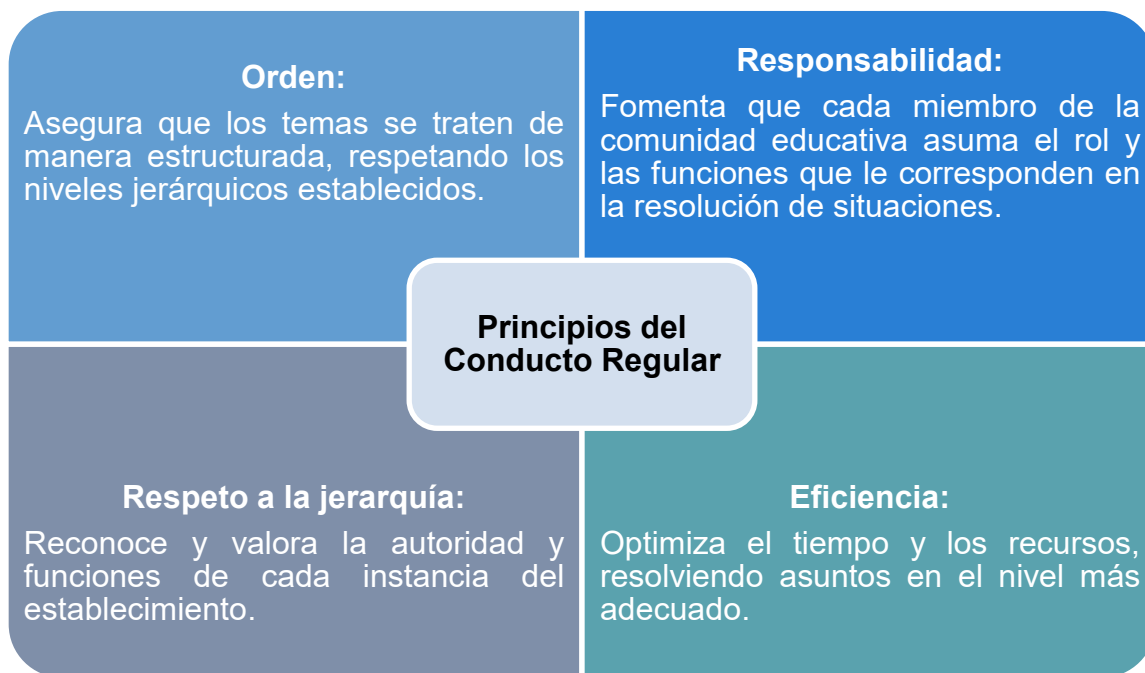 Orden:
Asegura que los temas se traten de
manera estructurada, respetando los
niveles jerárquicos establecidos.
Responsabilidad:
Fomenta que cada miembro de la
comunidad educativa asuma el rol y
las funciones que le corresponden en
la resolución de situaciones.
Principios del
Conducto Regular
Respeto a la jerarquía:
Reconoce y valora la autoridad y
funciones de cada instancia del
establecimiento.
Eficiencia:
Optimiza el tiempo y los recursos,
resolviendo asuntos en el nivel más
adecuado.